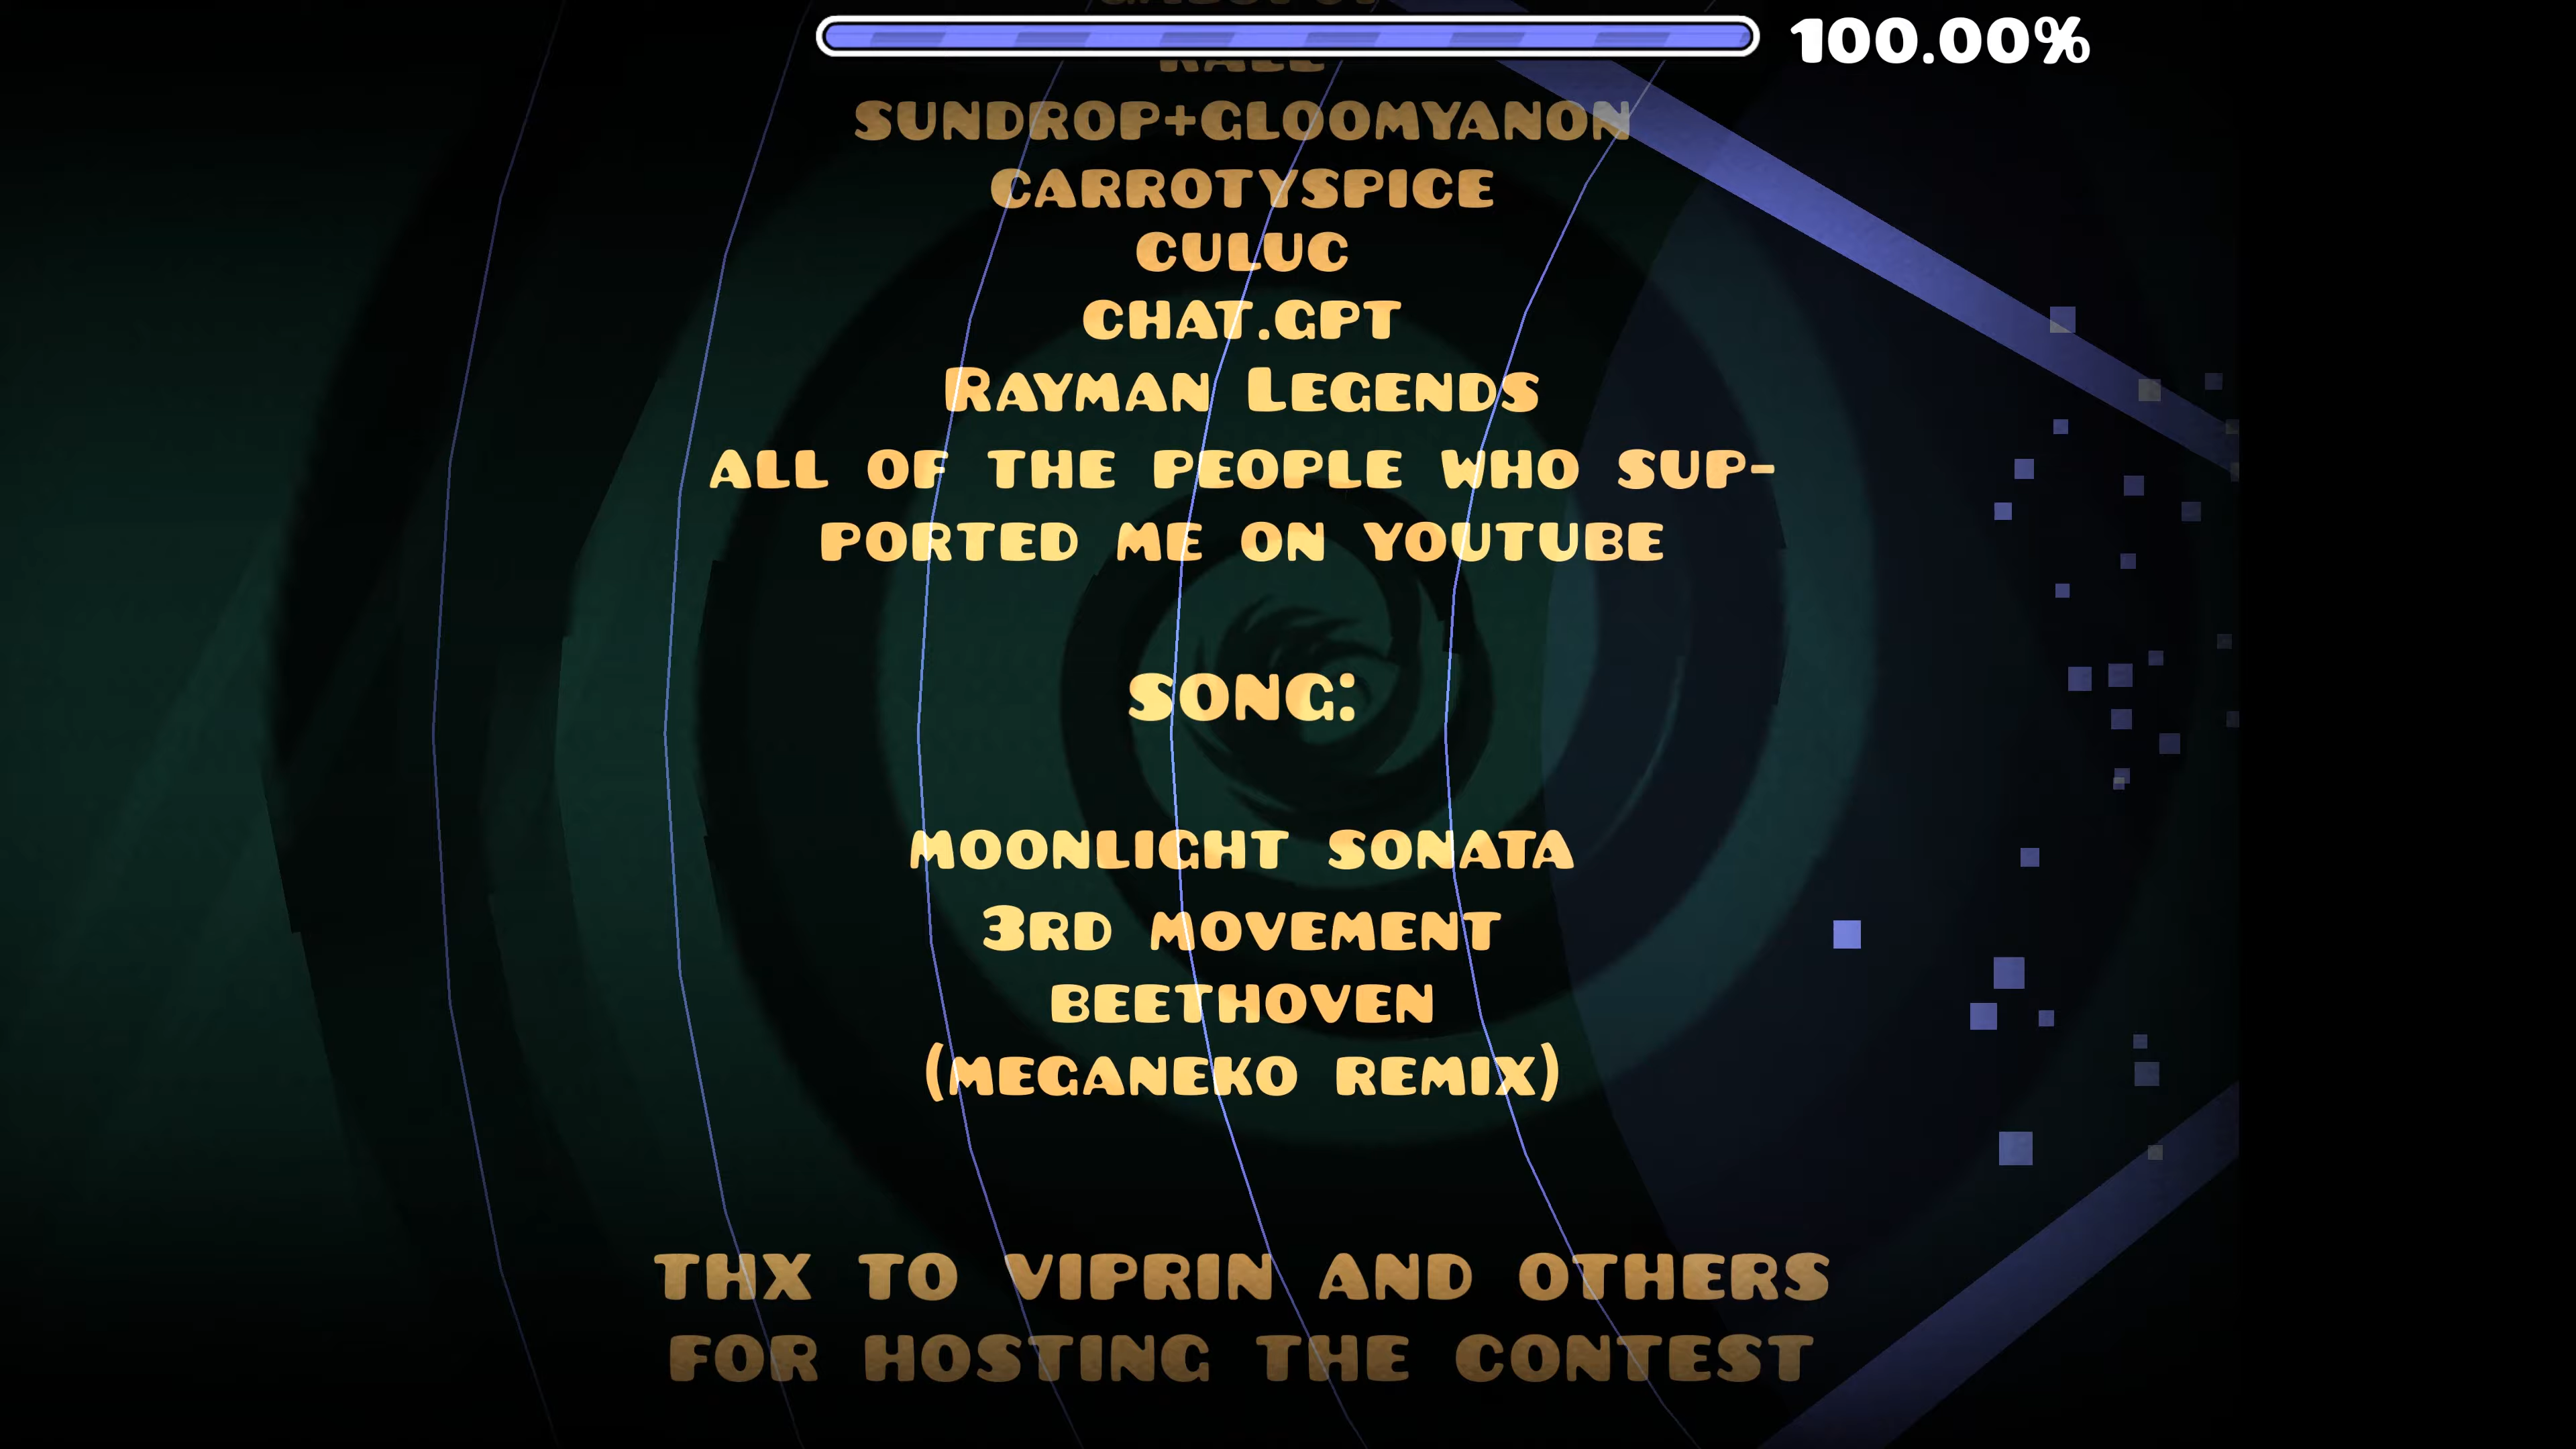 100.00%
SUNDROP+GLOOMYANON
CARROTYSPICE
CULUC
CHAT.GPT
RAYMAN LEGENDS
ALL OF THE PEOPLE WHO SUP-
PORTED ME ON YOUTUBE
SONG:
MOONLIGHT SONATA
3RD MOVEMENT
BEETHOVEN
(MEGANEKO REMIX)
THX TO VIPRIN AND OTHERS
FOR HOSTING THE CONTEST